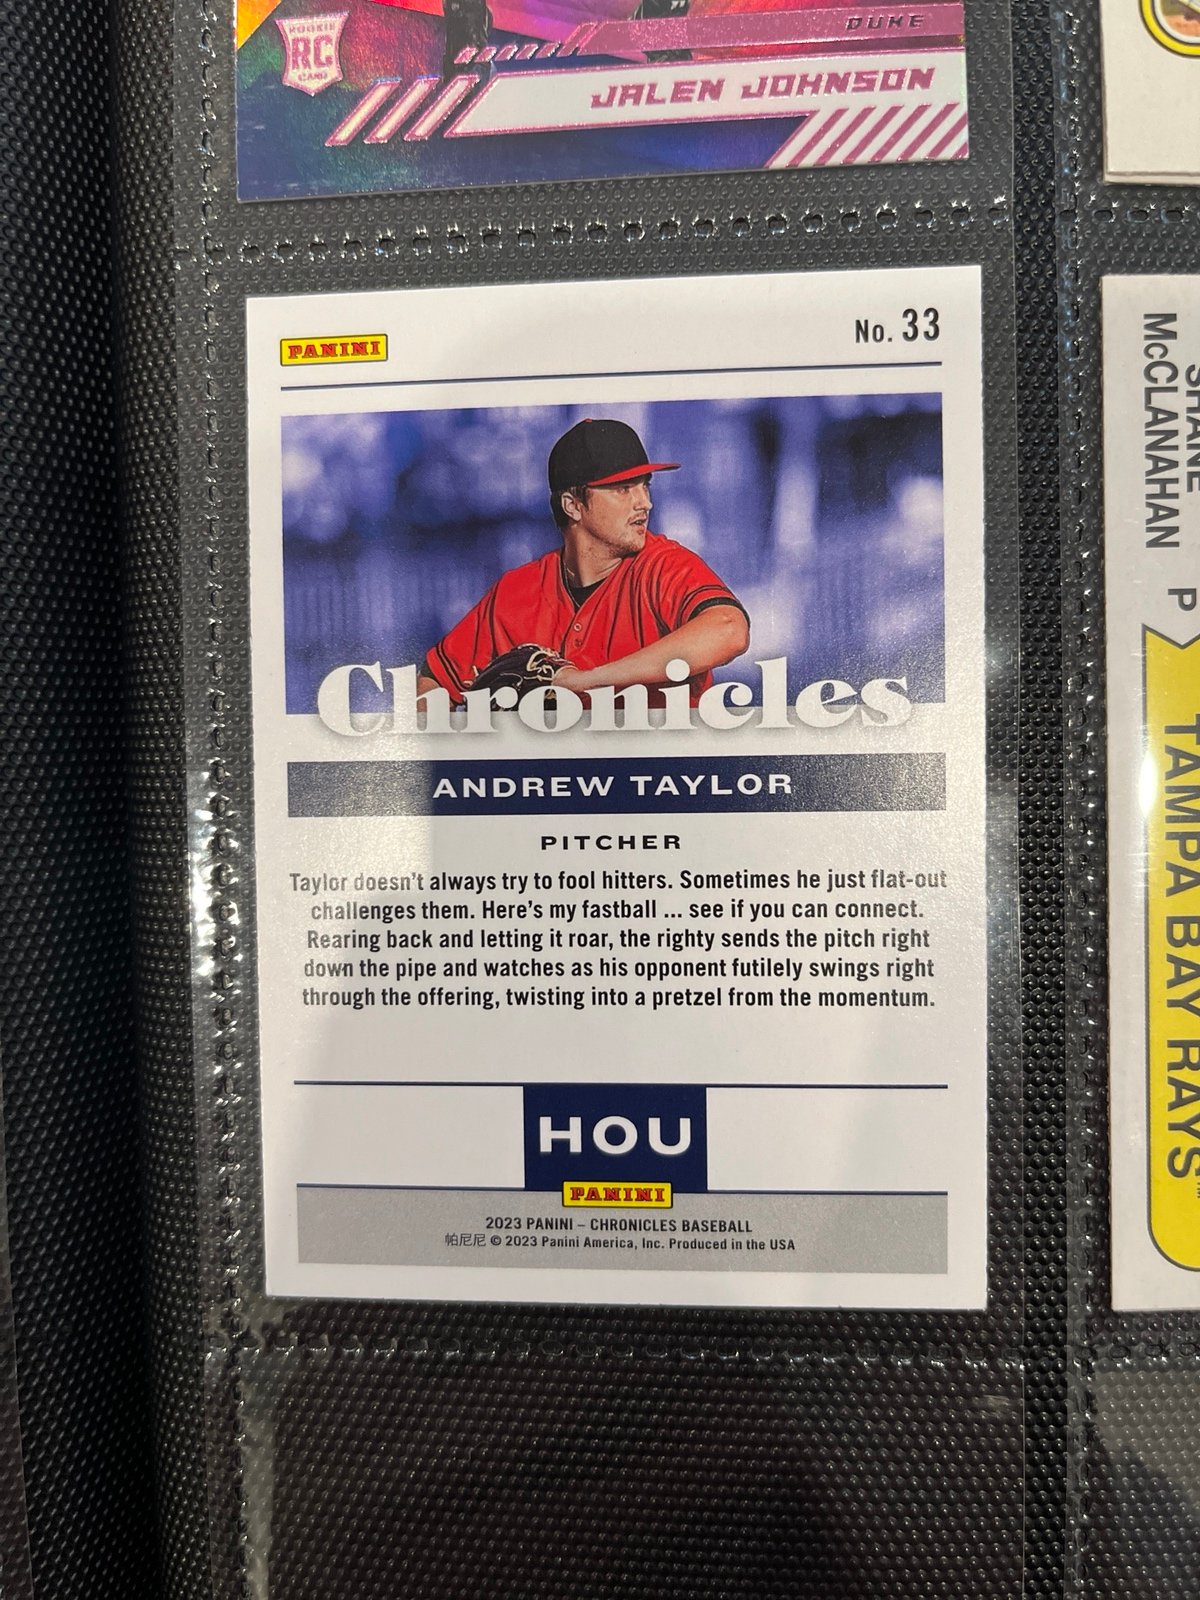 DUKE
ROOKIE
RC
CARD
JALEN JOHNSON
PANINI
No. 33
Chronicles
ANDREW TAYLOR
PITCHER
Taylor doesn't always try to fool hitters. Sometimes he just flat-out
challenges them. Here's my fastball ... see if you can connect.
Rearing back and letting it roar, the righty sends the pitch right
down the pipe and watches as his opponent futilely swings right
through the offering, twisting into a pretzel from the momentum.
HOU
PANINI
2023 PANINI – CHRONICLES BASEBALL
帕尼尼 © 2023 Panini America, Inc. Produced in the USA
SHANE
McCLANAHAN
P
TAMPA BAY RAYS™